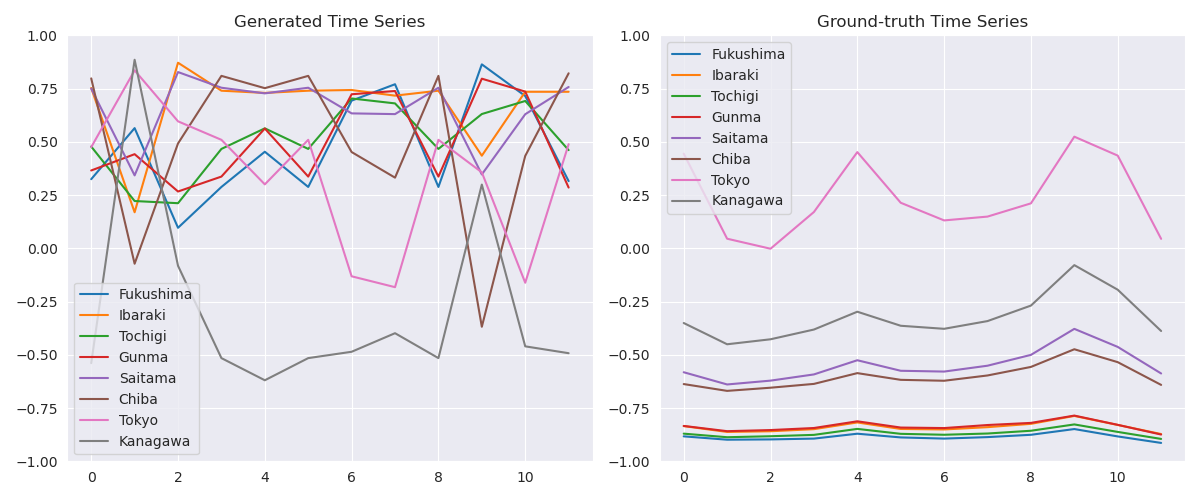 Generated Time Series
1.00
0.75
0.50
0.25
0.00
−0.25
−0.50
−0.75
−1.00
0 2 4 6 8 10
Fukushima
Ibaraki
Tochigi
Gunma
Saitama
Chiba
Tokyo
Kanagawa
Ground-truth Time Series
1.00
0.75
0.50
0.25
0.00
−0.25
−0.50
−0.75
−1.00
0 2 4 6 8 10
Fukushima
Ibaraki
Tochigi
Gunma
Saitama
Chiba
Tokyo
Kanagawa